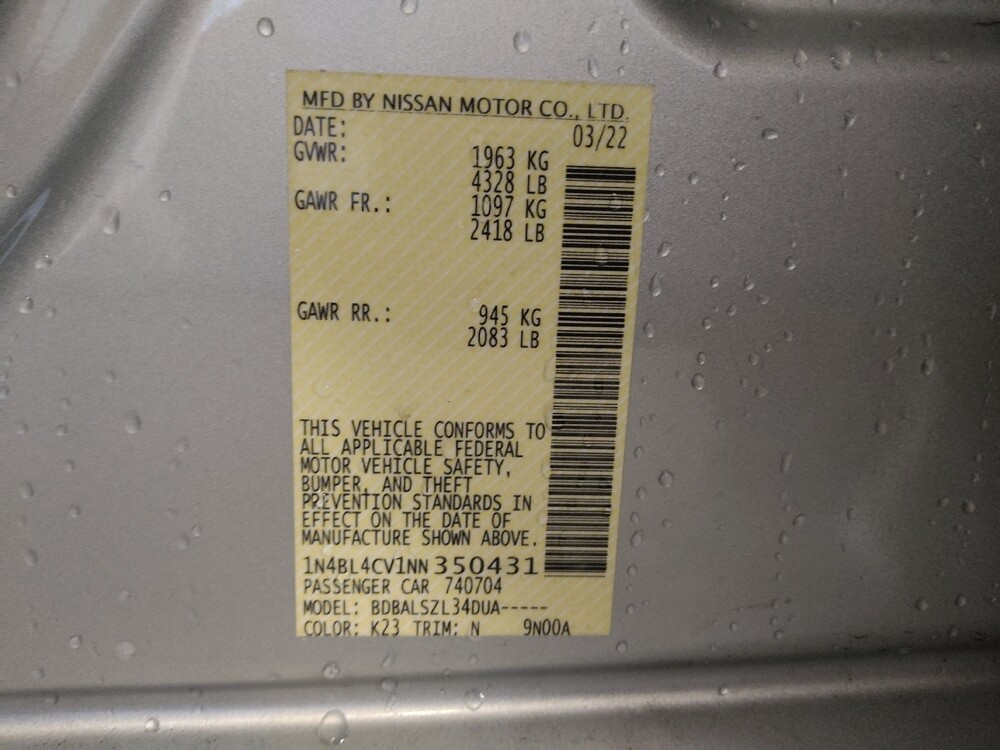 MFD BY NISSAN MOTOR CO., LTD.
DATE: 03/22
GVWR: 1963 KG
4328 LB
GAWR FR.: 1097 KG
2418 LB
GAWR RR.: 945 KG
2083 LB
THIS VEHICLE CONFORMS TO
ALL APPLICABLE FEDERAL
MOTOR VEHICLE SAFETY,
BUMPER, AND THEFT
PREVENTION STANDARDS IN
EFFECT ON THE DATE OF
MANUFACTURE SHOWN ABOVE.
1N4BL4CV1NN350431
PASSENGER CAR 740704
MODEL: BDBALSZL34DUA-----
COLOR: K23 TRIM: N 9N00A